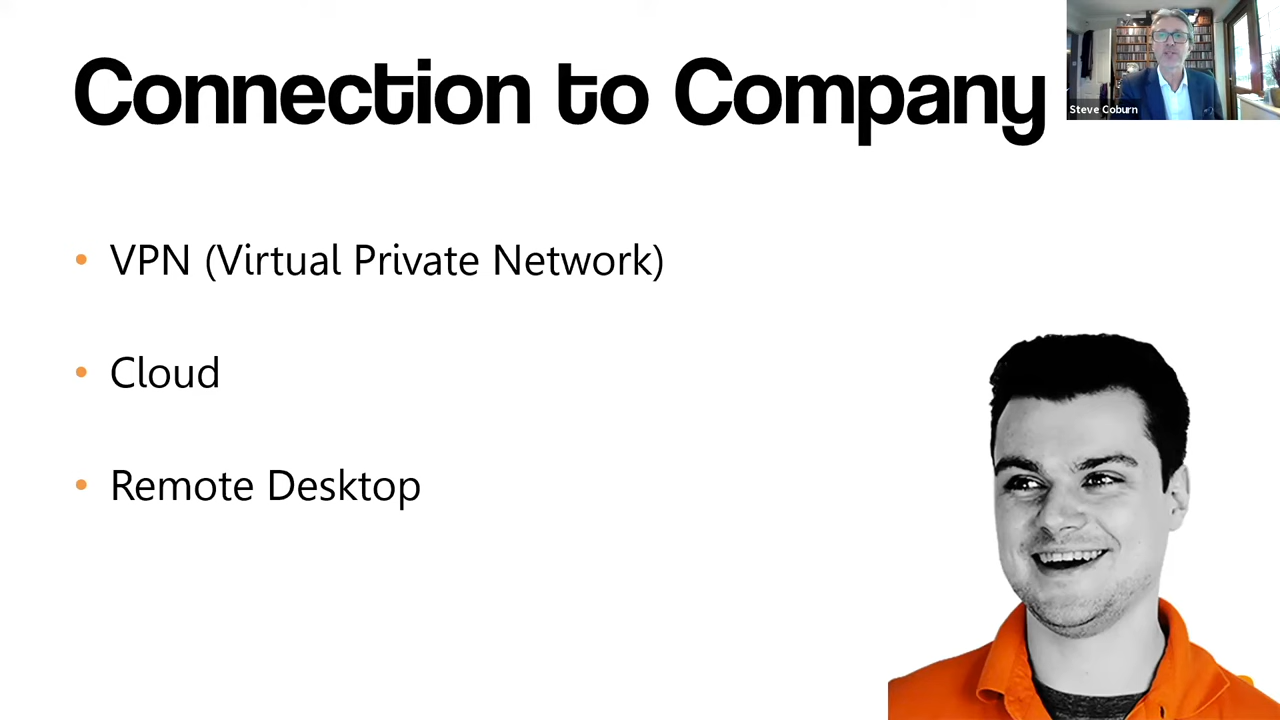 Connection to Company
Steve Coburn
• VPN (Virtual Private Network)
• Cloud
• Remote Desktop